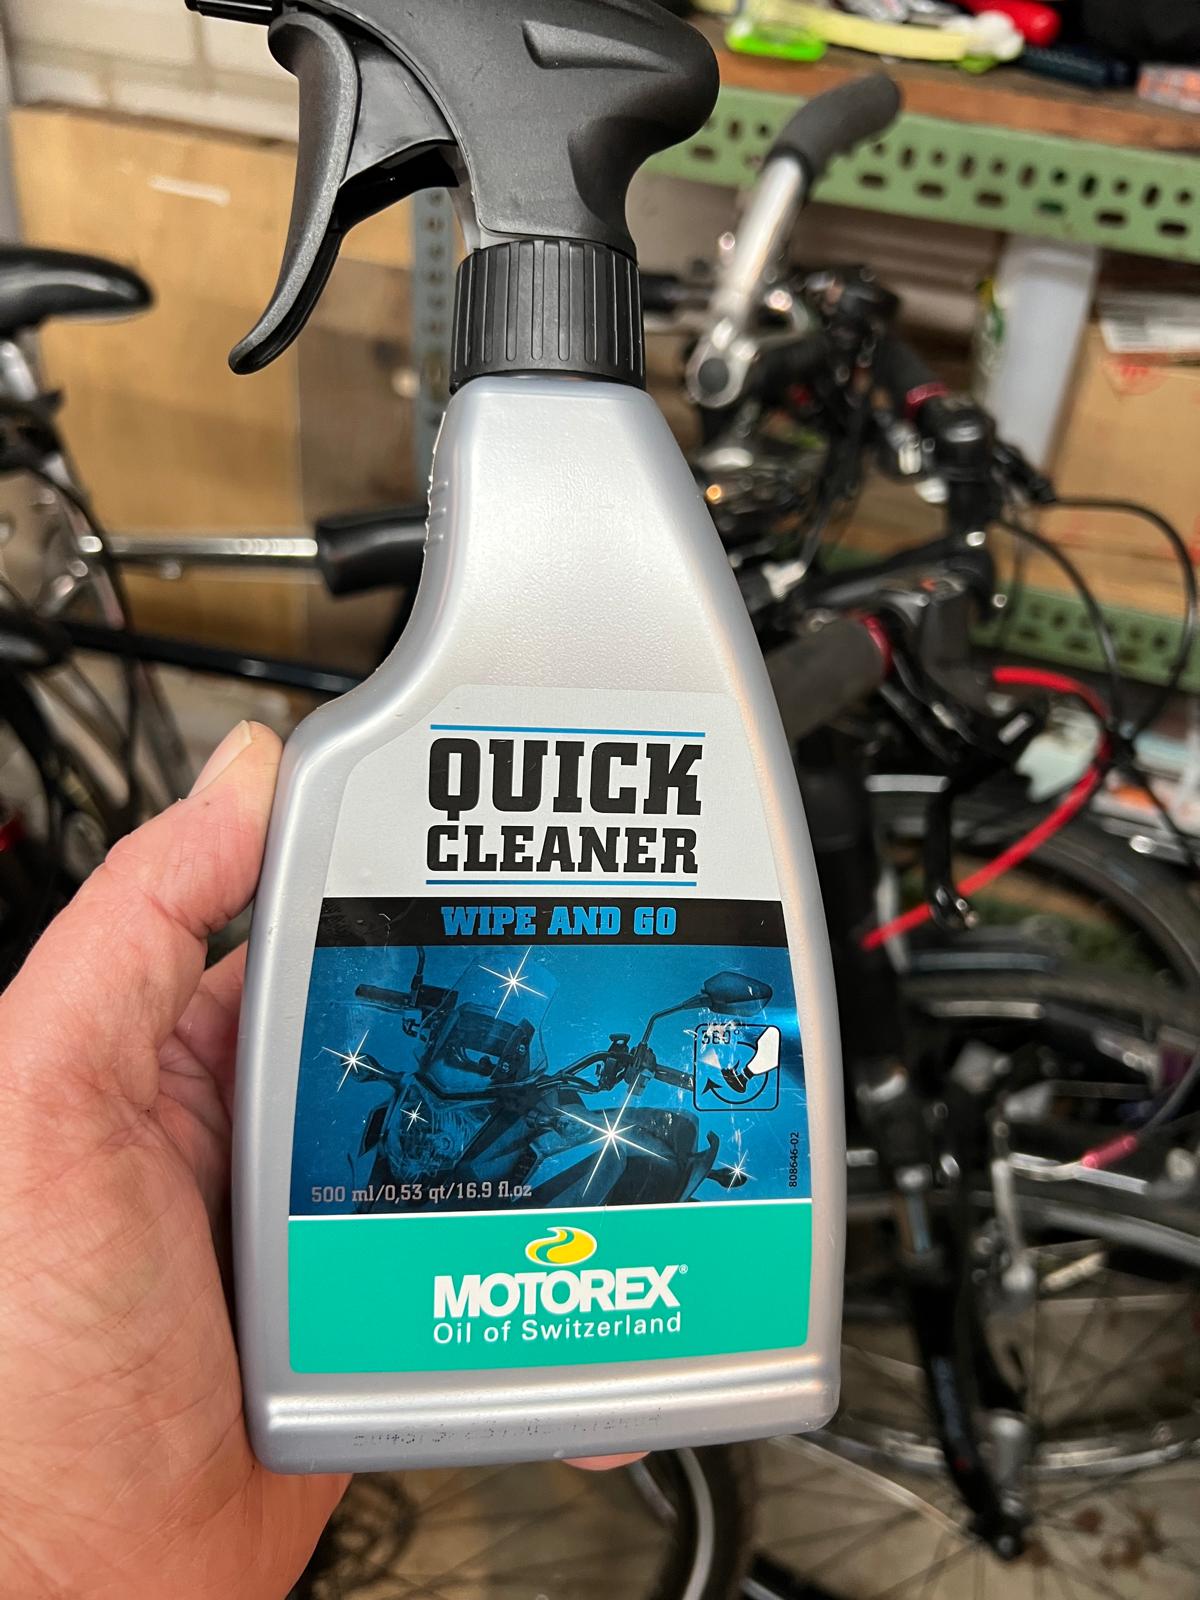 QUICK
CLEANER
WIPE AND GO
360°
808646-02
500 ml/0,53 qt/16.9 fl.oz
MOTOREX®
Oil of Switzerland